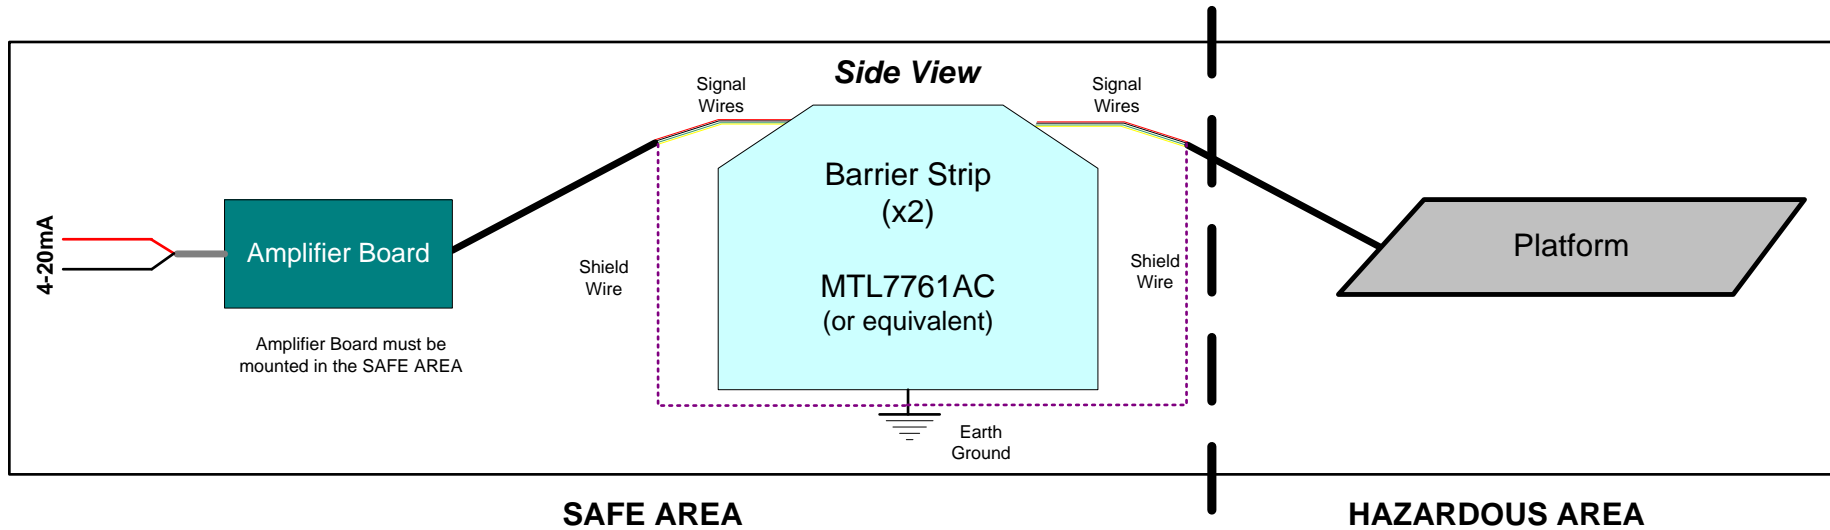 Side View
Signal
Wires
Signal
Wires
Barrier Strip
(x2)
MTL7761AC
(or equivalent)
4-20mA
Amplifier Board
Amplifier Board must be
mounted in the SAFE AREA
Shield
Wire
Shield
Wire
Platform
Earth
Ground
SAFE AREA
HAZARDOUS AREA